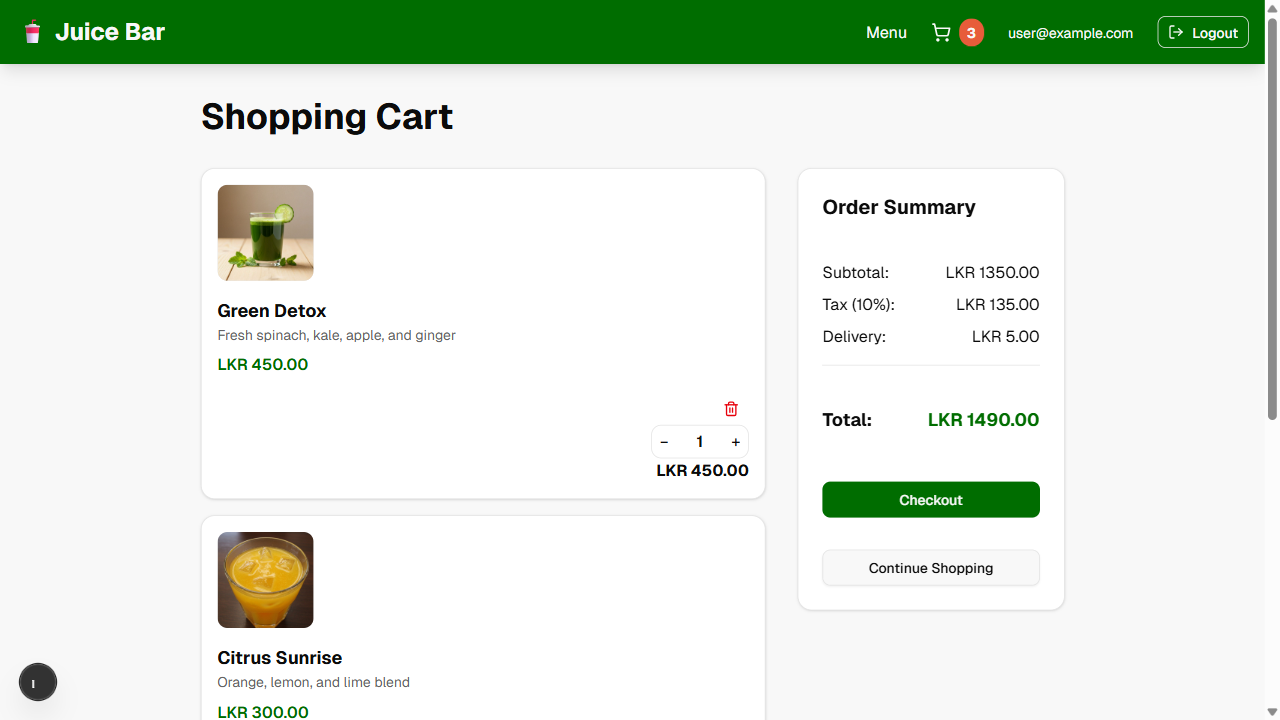 Juice Bar
Menu
3
user@example.com
Logout
Shopping Cart
Green Detox
Fresh spinach, kale, apple, and ginger
LKR 450.00
− 1 +
LKR 450.00
Citrus Sunrise
Orange, lemon, and lime blend
LKR 300.00
Order Summary
Subtotal: LKR 1350.00
Tax (10%): LKR 135.00
Delivery: LKR 5.00
Total: LKR 1490.00
Checkout
Continue Shopping